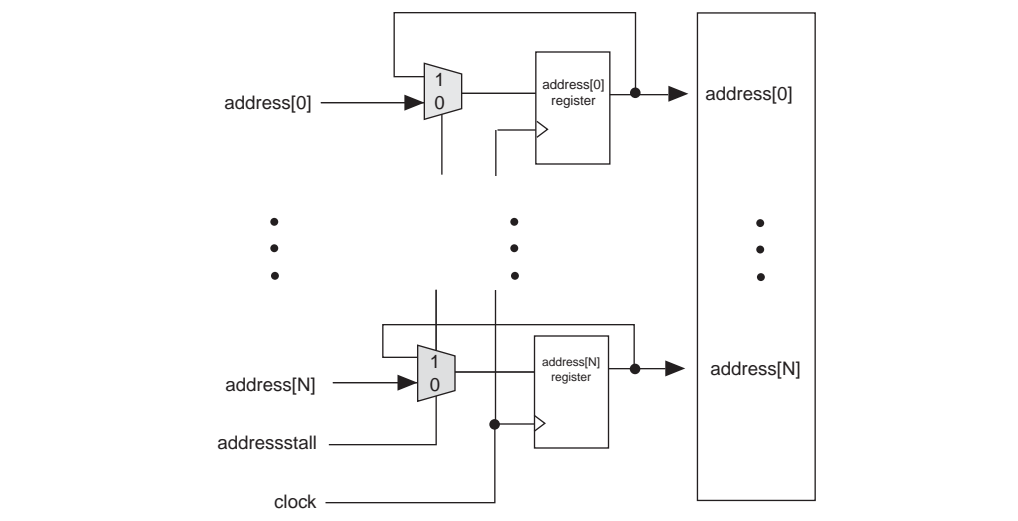 1
address[0]
0
address[0]
register
address[0]
1
address[N]
0
address[N]
register
address[N]
addressstall
clock